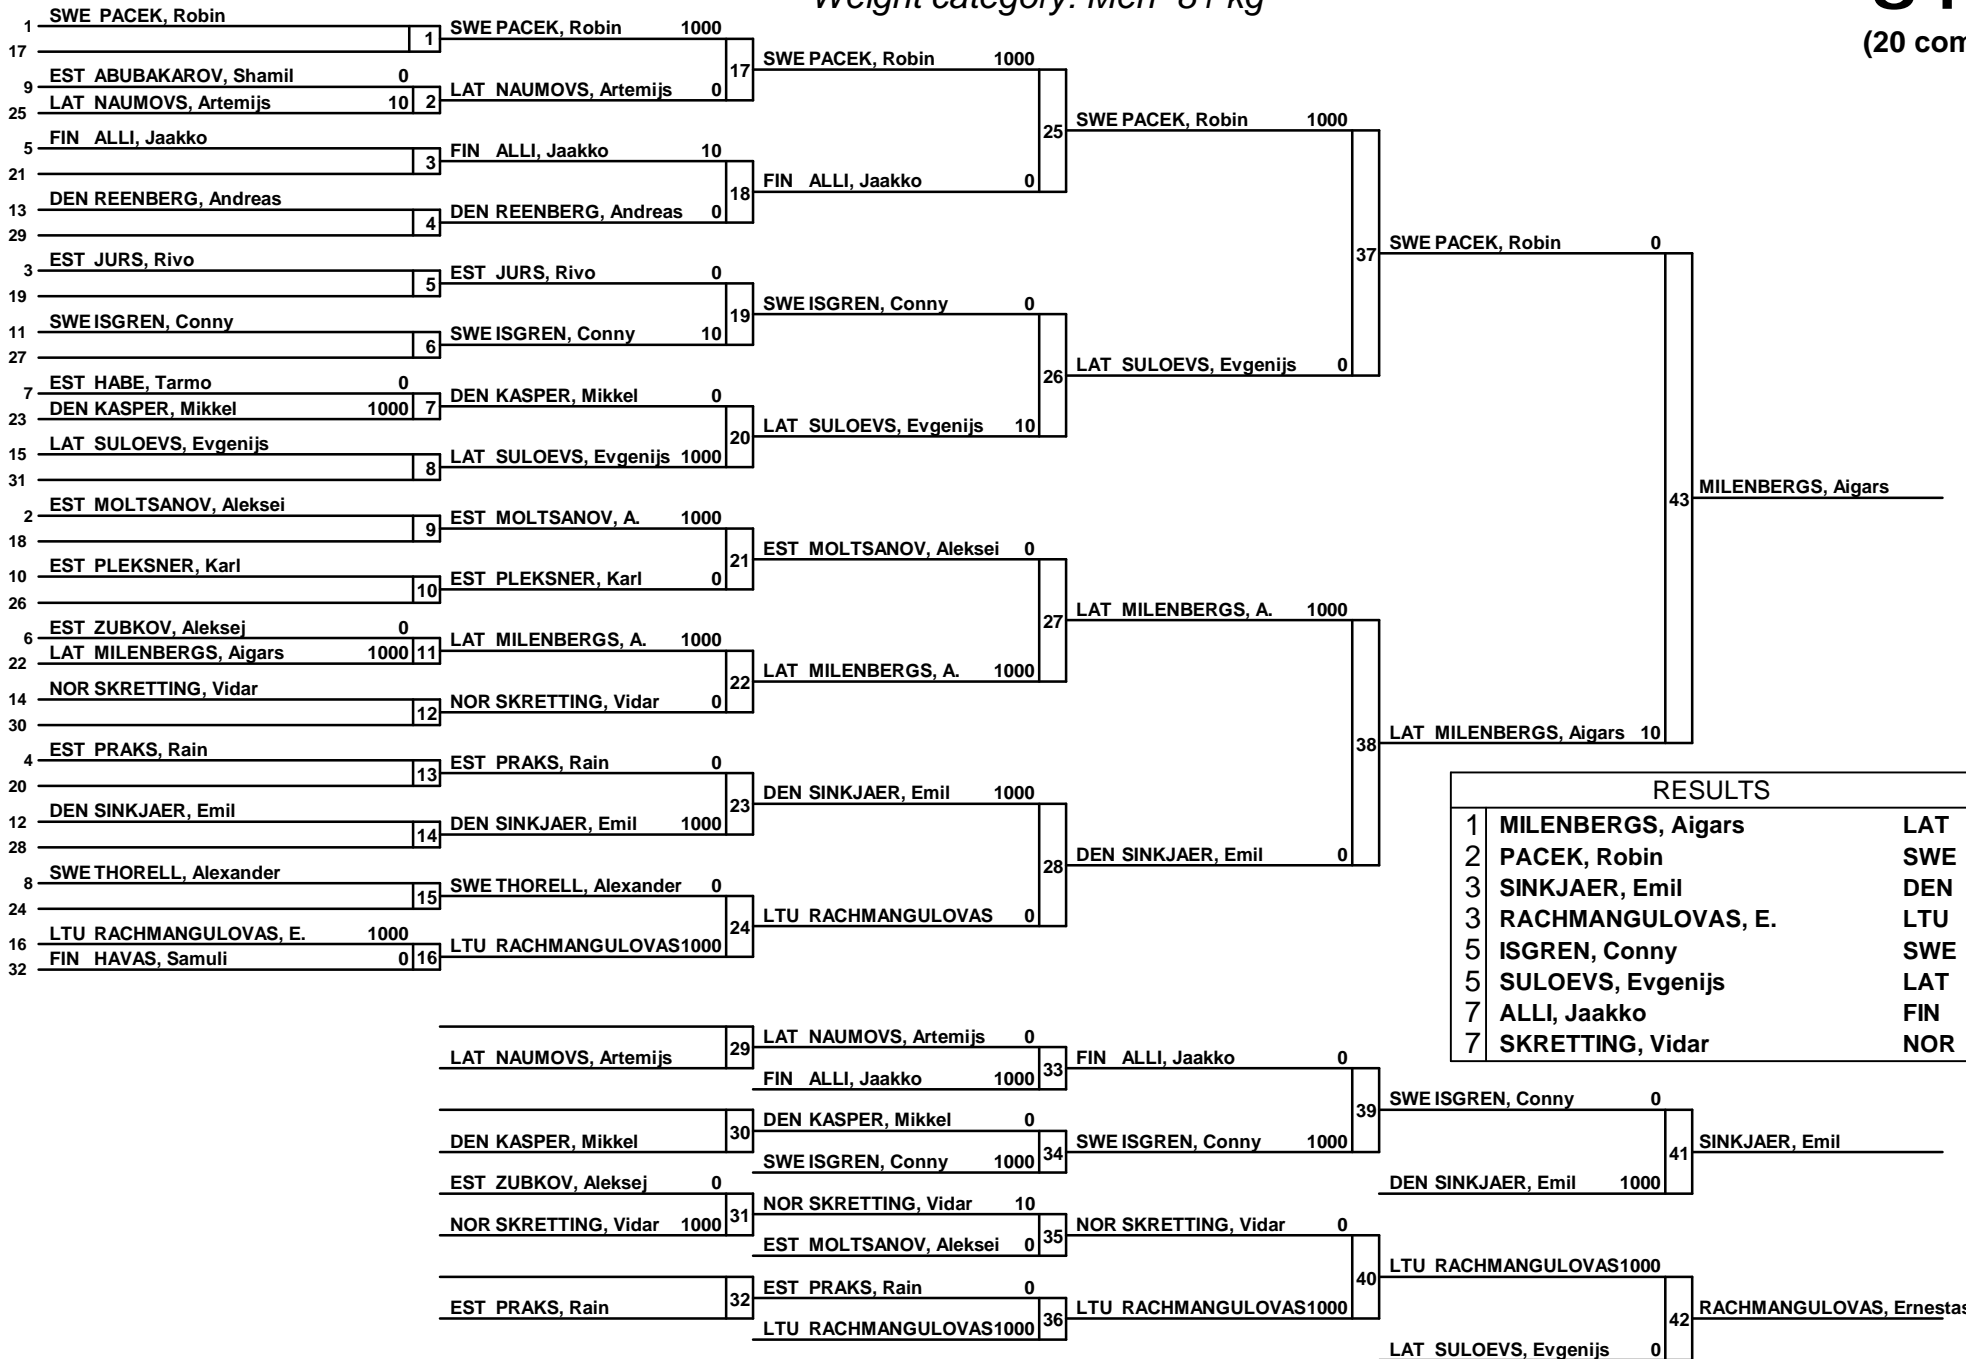 Weight category: Men -81 kg
(20 com
1 SWE PACEK, Robin
17
1
9 EST ABUBAKAROV, Shamil 0
25 LAT NAUMOVS, Artemijs 10
2
5 FIN ALLI, Jaakko
21
3
13 DEN REENBERG, Andreas
29
4
3 EST JURS, Rivo
19
5
11 SWE ISGREN, Conny
27
6
7 EST HABE, Tarmo 0
23 DEN KASPER, Mikkel 1000
7
15 LAT SULOEVS, Evgenijs
31
8
2 EST MOLTSANOV, Aleksei
18
9
10 EST PLEKSNER, Karl
26
10
6 EST ZUBKOV, Aleksej 0
22 LAT MILENBERGS, Aigars 1000
11
14 NOR SKRETTING, Vidar
30
12
4 EST PRAKS, Rain
20
13
12 DEN SINKJAER, Emil
28
14
8 SWE THORELL, Alexander
24
15
16 LTU RACHMANGULOVAS, E. 1000
32 FIN HAVAS, Samuli 0
16
SWE PACEK, Robin 1000
LAT NAUMOVS, Artemijs 0
17
FIN ALLI, Jaakko 10
DEN REENBERG, Andreas 0
18
EST JURS, Rivo 0
SWE ISGREN, Conny 10
19
DEN KASPER, Mikkel 0
LAT SULOEVS, Evgenijs 1000
20
EST MOLTSANOV, A. 1000
EST PLEKSNER, Karl 0
21
LAT MILENBERGS, A. 1000
NOR SKRETTING, Vidar 0
22
EST PRAKS, Rain 0
DEN SINKJAER, Emil 1000
23
SWE THORELL, Alexander 0
LTU RACHMANGULOVAS 1000
24
SWE PACEK, Robin 1000
FIN ALLI, Jaakko 0
25
SWE ISGREN, Conny 0
LAT SULOEVS, Evgenijs 10
26
EST MOLTSANOV, Aleksei 0
LAT MILENBERGS, A. 1000
27
DEN SINKJAER, Emil 1000
LTU RACHMANGULOVAS 0
28
SWE PACEK, Robin 1000
LAT SULOEVS, Evgenijs 0
37
LAT MILENBERGS, A. 1000
DEN SINKJAER, Emil 0
38
SWE PACEK, Robin 0
LAT MILENBERGS, Aigars 10
43
MILENBERGS, Aigars
RESULTS
1 MILENBERGS, Aigars LAT
2 PACEK, Robin SWE
3 SINKJAER, Emil DEN
3 RACHMANGULOVAS, E. LTU
5 ISGREN, Conny SWE
5 SULOEVS, Evgenijs LAT
7 ALLI, Jaakko FIN
7 SKRETTING, Vidar NOR
LAT NAUMOVS, Artemijs
29
DEN KASPER, Mikkel
30
EST ZUBKOV, Aleksej 0
NOR SKRETTING, Vidar 1000
31
EST PRAKS, Rain
32
LAT NAUMOVS, Artemijs 0
FIN ALLI, Jaakko 1000
33
DEN KASPER, Mikkel 0
SWE ISGREN, Conny 1000
34
NOR SKRETTING, Vidar 10
EST MOLTSANOV, Aleksei 0
35
EST PRAKS, Rain 0
LTU RACHMANGULOVAS 1000
36
FIN ALLI, Jaakko 0
SWE ISGREN, Conny 1000
39
NOR SKRETTING, Vidar 0
LTU RACHMANGULOVAS 1000
40
SWE ISGREN, Conny 0
DEN SINKJAER, Emil 1000
41
SINKJAER, Emil
LTU RACHMANGULOVAS 1000
LAT SULOEVS, Evgenijs 0
42
RACHMANGULOVAS, Ernestas